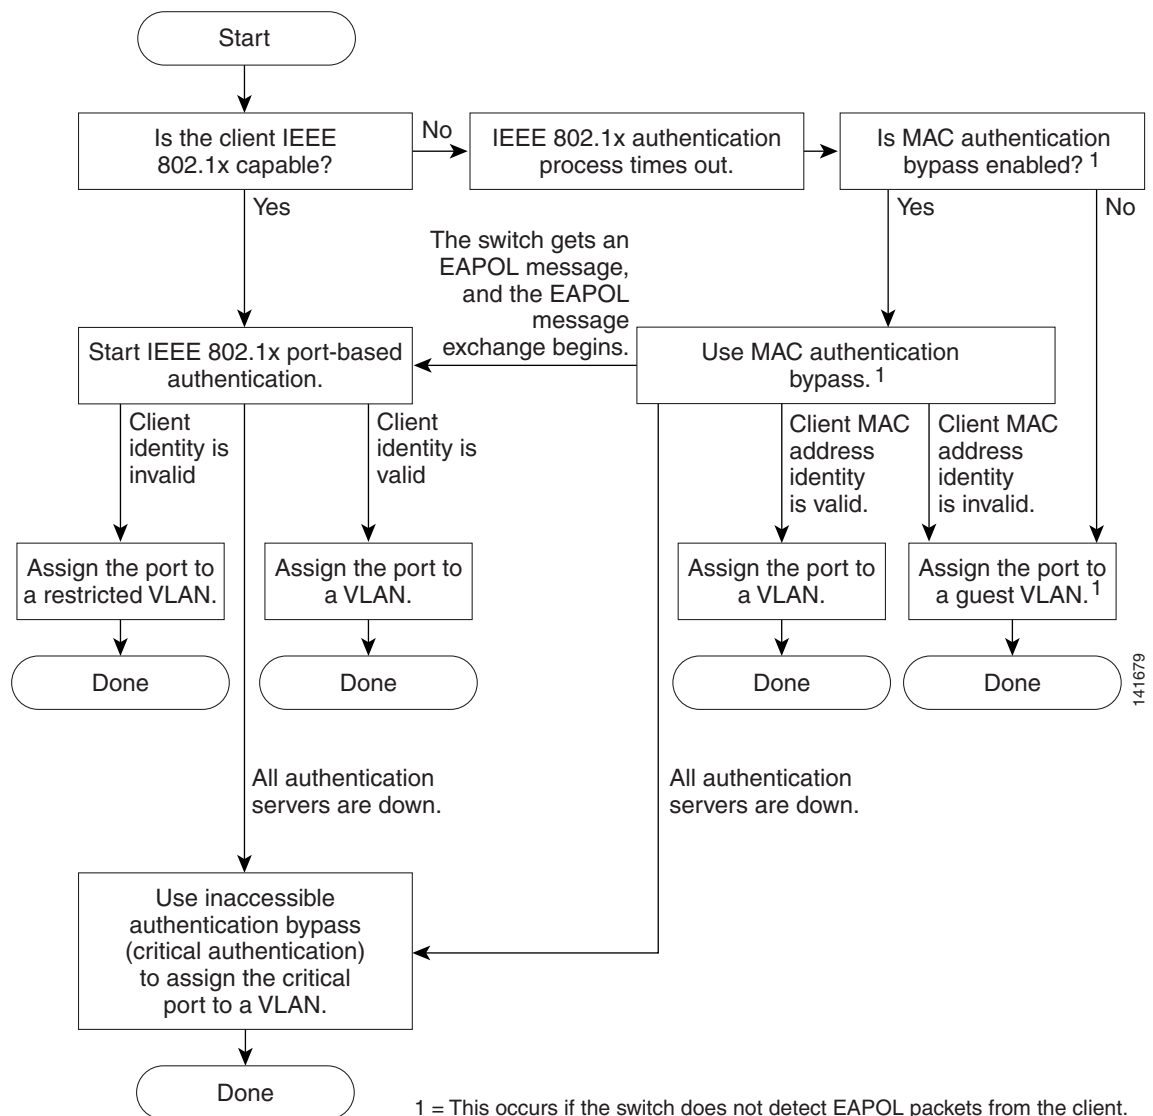 Start
Is the client IEEE
802.1x capable?
No
IEEE 802.1x authentication
process times out.
Is MAC authentication
bypass enabled? 1
Yes
Yes
No
The switch gets an
EAPOL message,
and the EAPOL
message
exchange begins.
Start IEEE 802.1x port-based
authentication.
Use MAC authentication
bypass. 1
Client
identity is
invalid
Client
identity is
valid
Client MAC
address
identity
is valid.
Client MAC
address
identity
is invalid.
Assign the port to
a restricted VLAN.
Assign the port to
a VLAN.
Assign the port to
a VLAN.
Assign the port to
a guest VLAN. 1
Done
Done
Done
Done
141679
All authentication
servers are down.
All authentication
servers are down.
Use inaccessible
authentication bypass
(critical authentication)
to assign the critical
port to a VLAN.
Done
1 = This occurs if the switch does not detect EAPOL packets from the client.